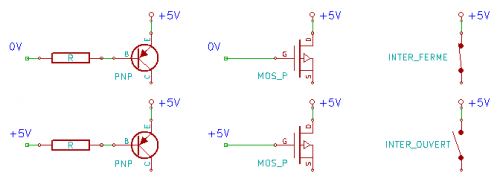 +5V +5V +5V
0V R B E C PNP
0V G D S MOS_P
INTER_FERME
+5V +5V +5V
+5V R B E C PNP
+5V G D S MOS_P
INTER_OUVERT